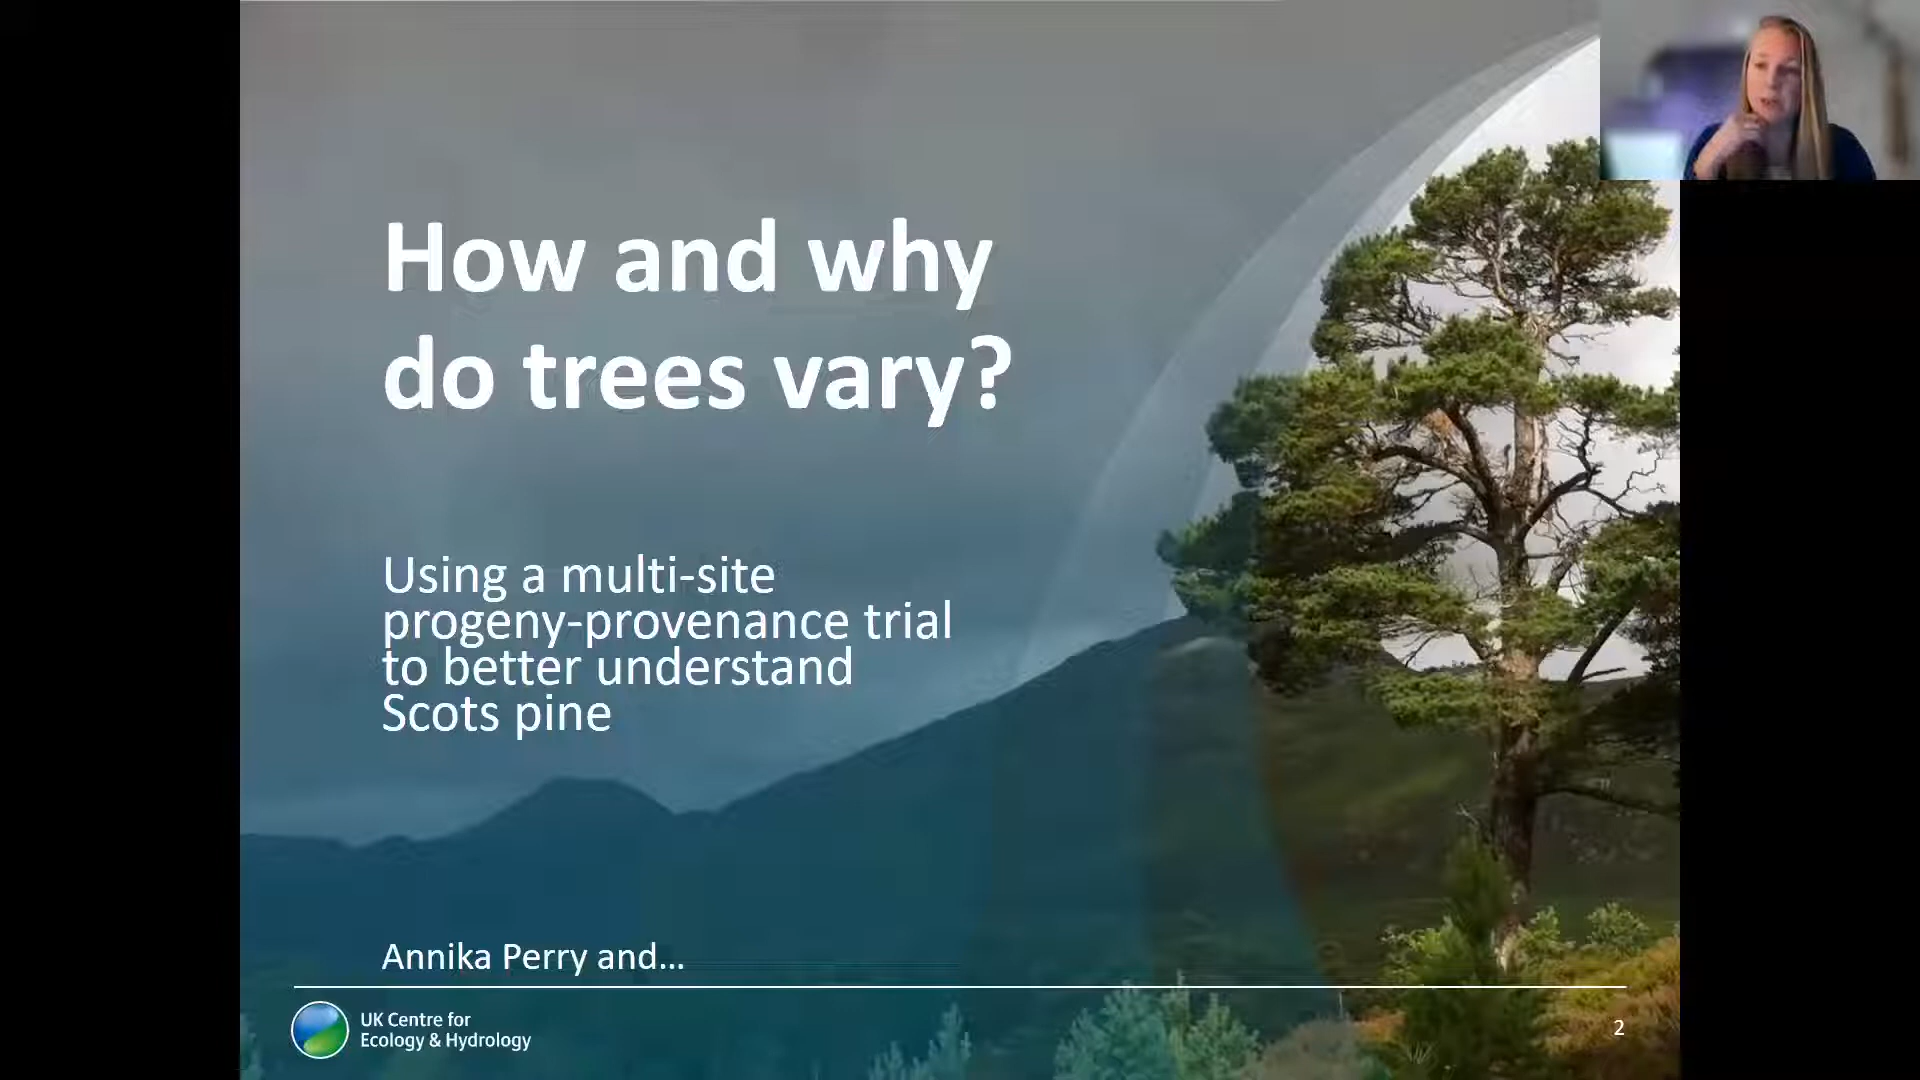 How and why
do trees vary?
Using a multi-site
progeny-provenance trial
to better understand
Scots pine
Annika Perry and...
UK Centre for
Ecology & Hydrology
2